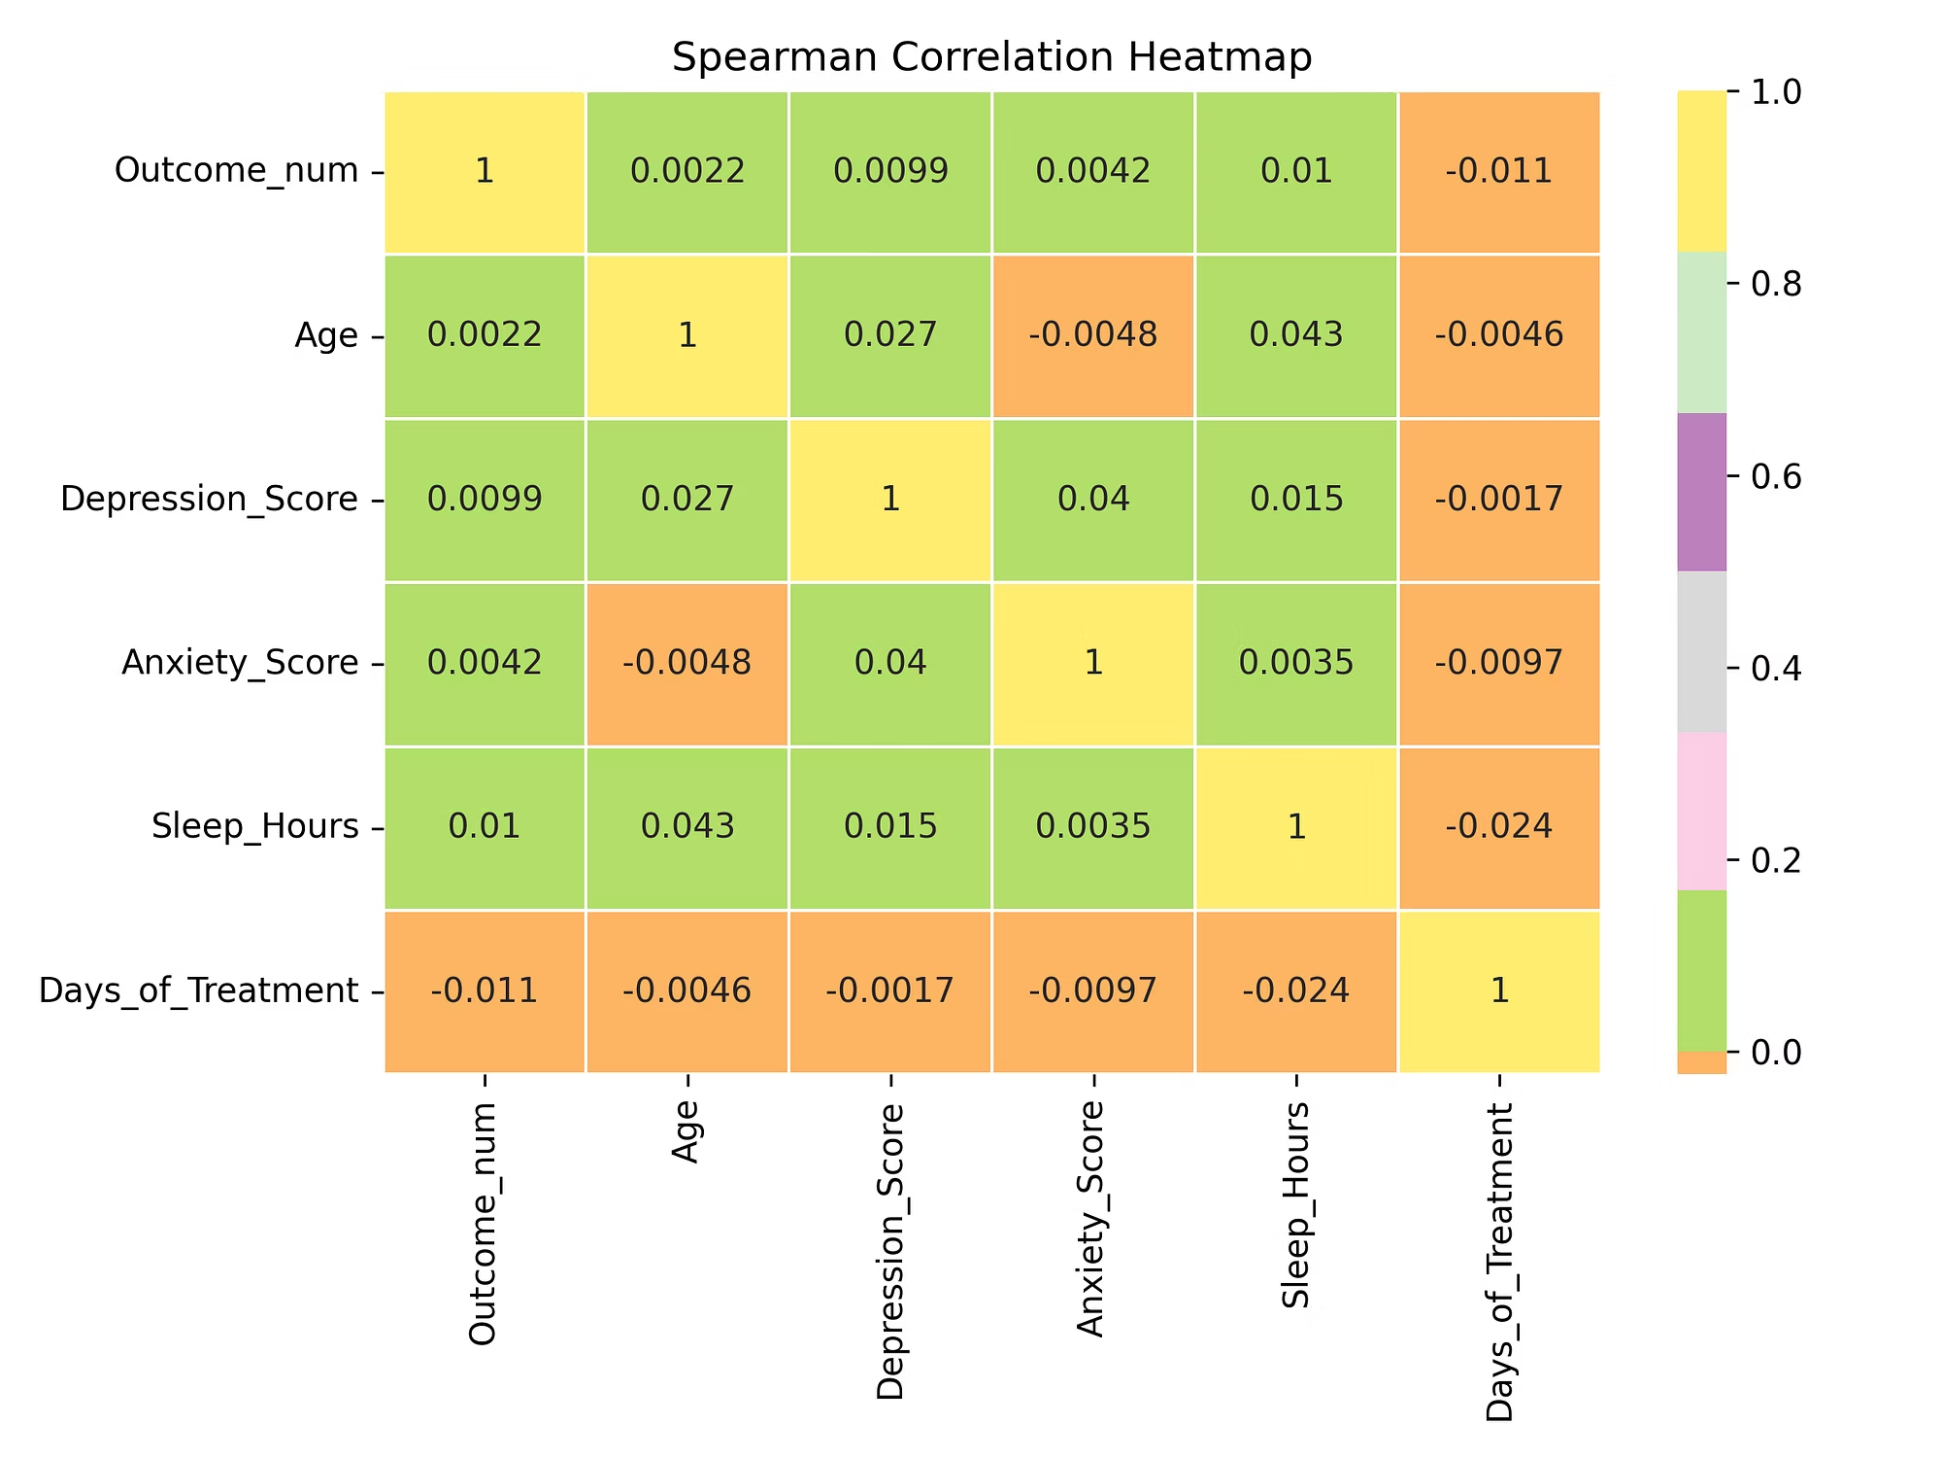 Spearman Correlation Heatmap
Outcome_num 1 0.0022 0.0099 0.0042 0.01 -0.011
Age 0.0022 1 0.027 -0.0048 0.043 -0.0046
Depression_Score 0.0099 0.027 1 0.04 0.015 -0.0017
Anxiety_Score 0.0042 -0.0048 0.04 1 0.0035 -0.0097
Sleep_Hours 0.01 0.043 0.015 0.0035 1 -0.024
Days_of_Treatment -0.011 -0.0046 -0.0017 -0.0097 -0.024 1
Outcome_num
Age
Depression_Score
Anxiety_Score
Sleep_Hours
Days_of_Treatment
1.0
0.8
0.6
0.4
0.2
0.0